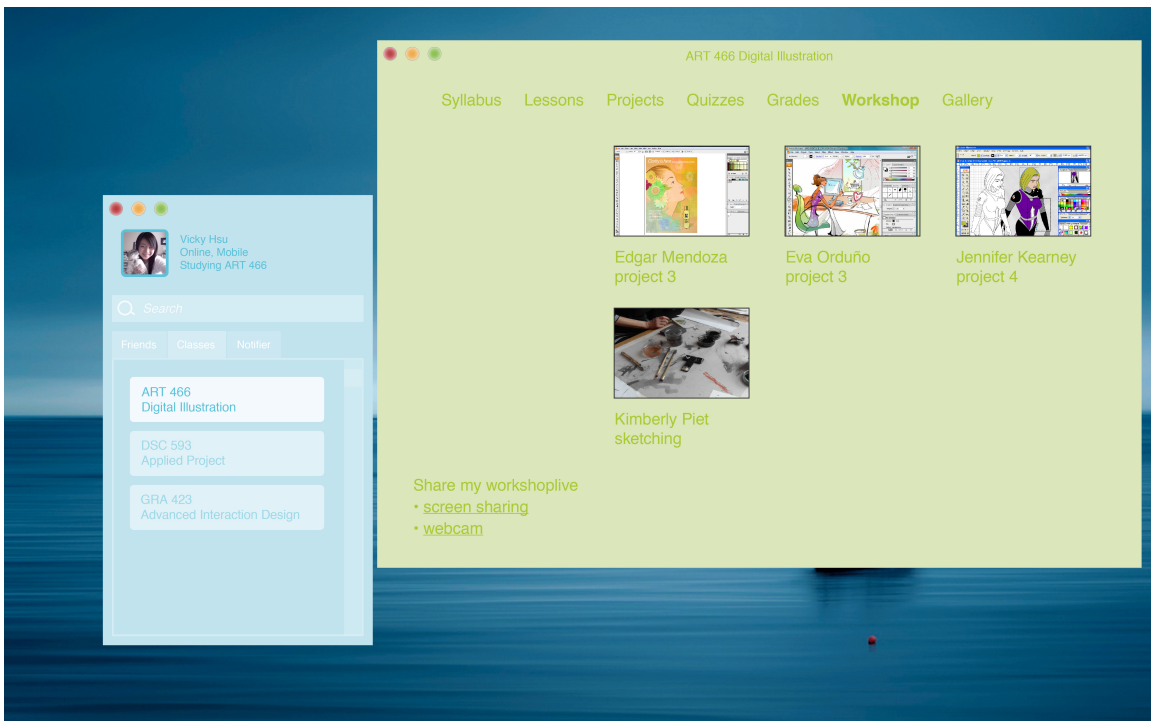 ART 466 Digital Illustration
Syllabus Lessons Projects Quizzes Grades Workshop Gallery
Edgar Mendoza
project 3
Eva Orduño
project 3
Jennifer Kearney
project 4
Kimberly Piet
sketching
Share my workshoplive
• screen sharing
• webcam
Vicky Hsu
Online, Mobile
Studying ART 466
Search
Friends Classes Notifier
ART 466
Digital Illustration
DSC 593
Applied Project
GRA 423
Advanced Interaction Design